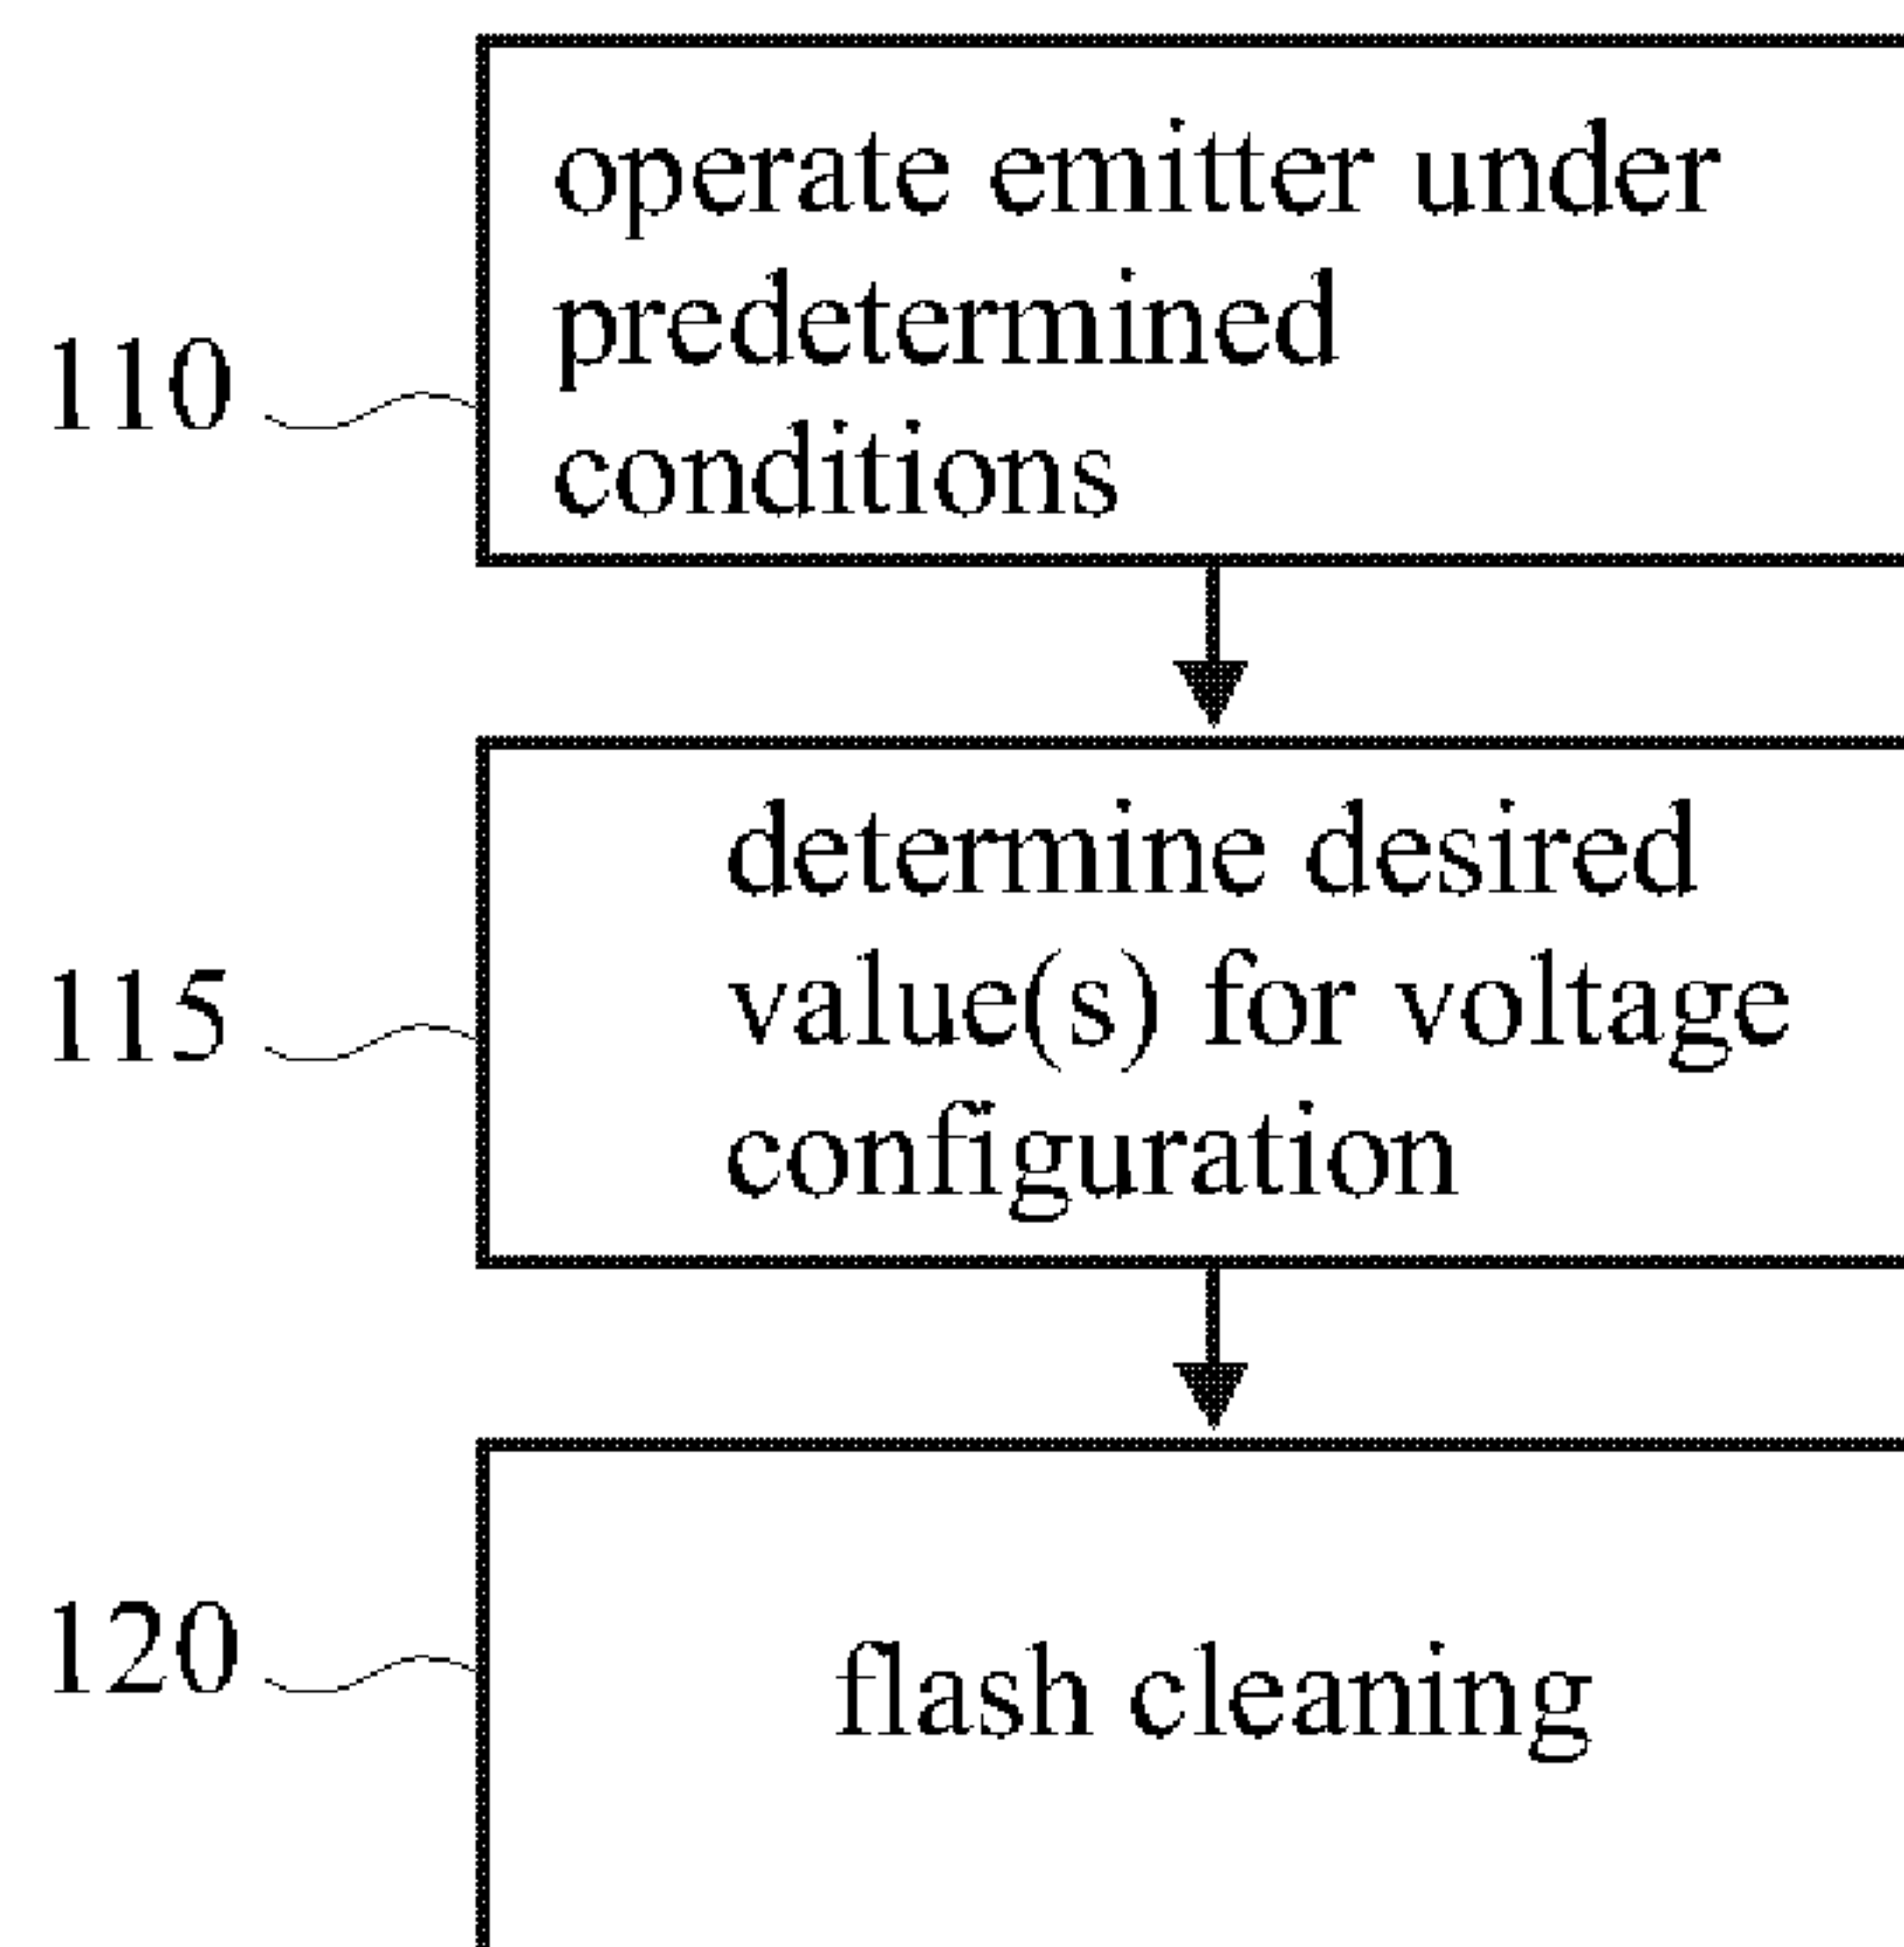 operate emitter under
predetermined
110
conditions
determine desired
value(s) for voltage
115
configuration
120
flash cleaning